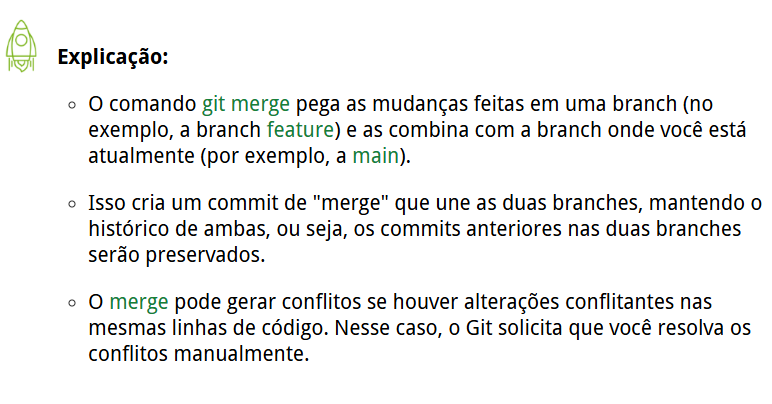 Explicação:
O comando git merge pega as mudanças feitas em uma branch (no
exemplo, a branch feature) e as combina com a branch onde você está
atualmente (por exemplo, a main).
Isso cria um commit de "merge" que une as duas branches, mantendo o
histórico de ambas, ou seja, os commits anteriores nas duas branches
serão preservados.
O merge pode gerar conflitos se houver alterações conflitantes nas
mesmas linhas de código. Nesse caso, o Git solicita que você resolva os
conflitos manualmente.